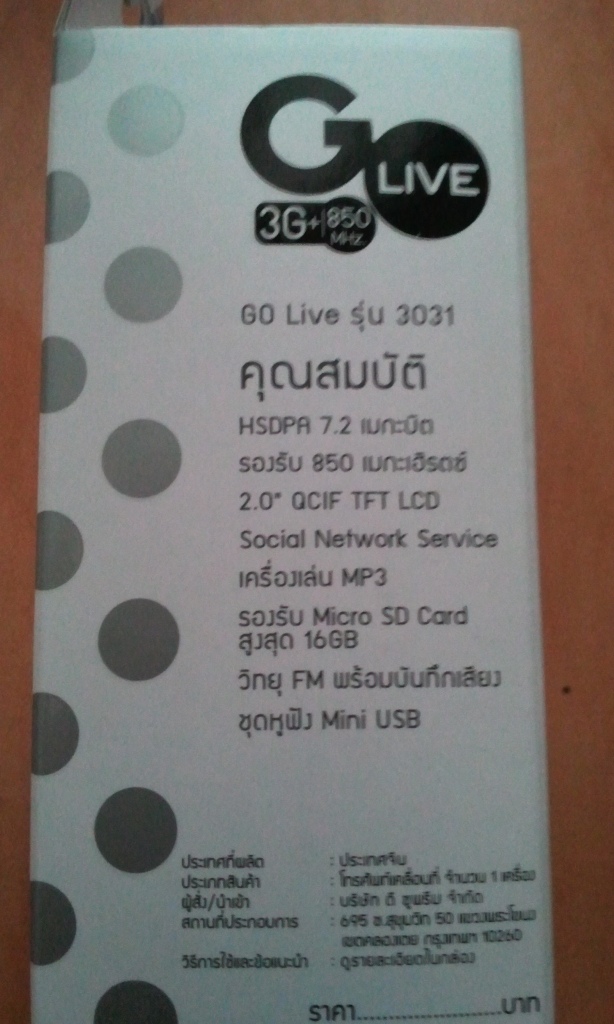 GO LIVE
3G+ 850 MHz.
GO Live รุ่น 3031
คุณสมบัติ
HSDPA 7.2 เมกะบิต
รองรับ 850 เมกะเฮิรตซ์
2.0" QCIF TFT LCD
Social Network Service
เครื่องเล่น MP3
รองรับ Micro SD Card
สูงสุด 16GB
วิทยุ FM พร้อมบันทึกเสียง
ชุดหูฟัง Mini USB
ประเทศที่ผลิต : ประเทศจีน
ประเภทสินค้า : โทรศัพท์เคลื่อนที่ จำนวน 1 เครื่อง
ผู้สั่ง/นำเข้า : บริษัท ดี ซูพรีม จำกัด
สถานที่ประกอบการ : 695 ซ.สุขุมวิท 50 แขวงพระโขนง
เขตคลองเตย กรุงเทพฯ 10260
วิธีการใช้และข้อแนะนำ : ดูรายละเอียดในกล่อง
ราคา......................บาท